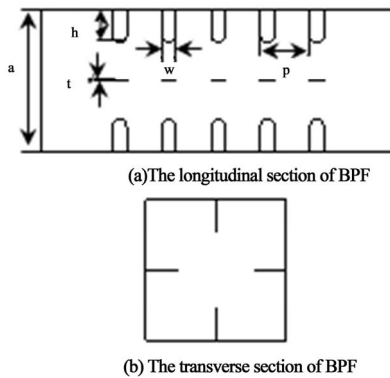 h
a
w
t
p
(a)The longitudinal section of BPF
(b) The transverse section of BPF